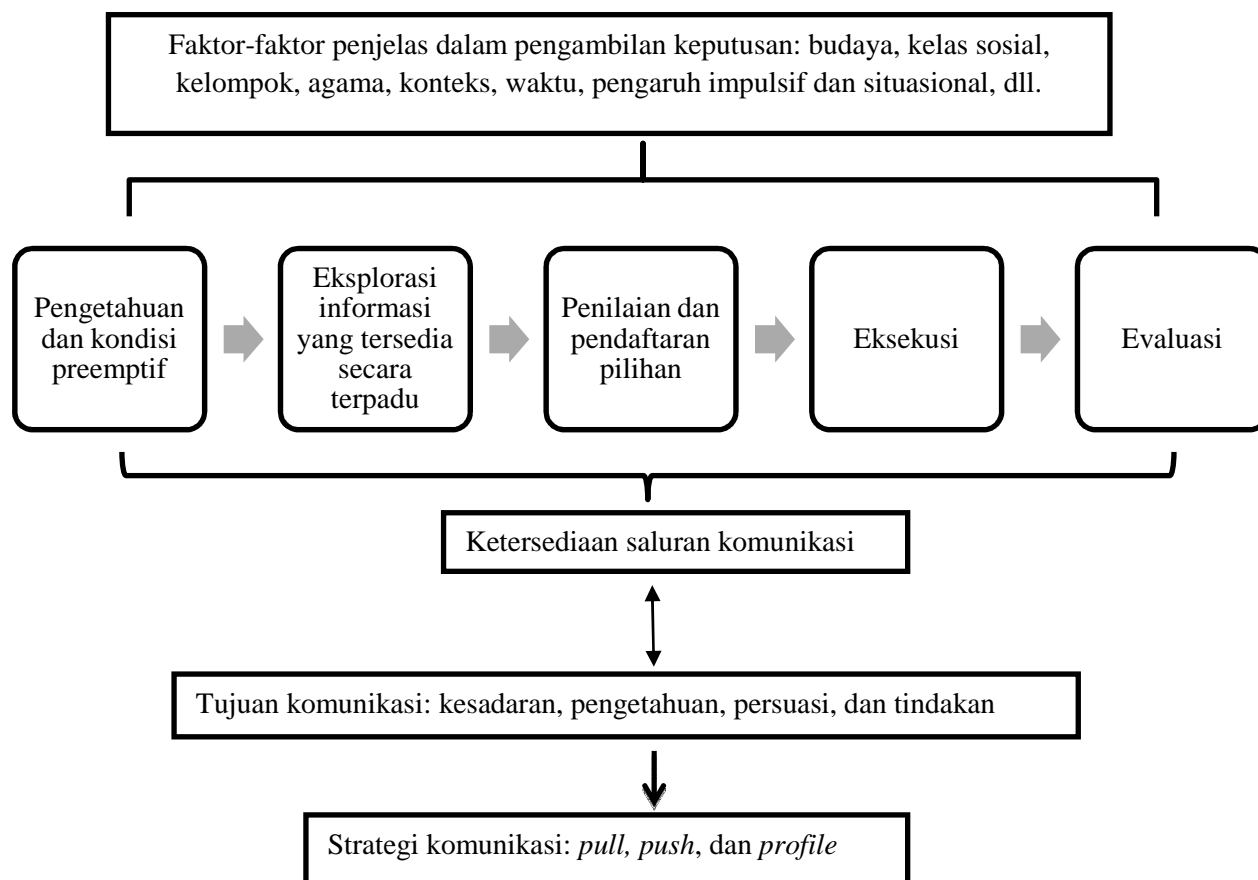 Faktor-faktor penjelas dalam pengambilan keputusan: budaya, kelas sosial,
kelompok, agama, konteks, waktu, pengaruh impulsif dan situasional, dll.
Pengetahuan
dan kondisi
preemptif
Eksplorasi
informasi
yang tersedia
secara
terpadu
Penilaian dan
pendaftaran
pilihan
Eksekusi
Evaluasi
Ketersediaan saluran komunikasi
Tujuan komunikasi: kesadaran, pengetahuan, persuasi, dan tindakan
Strategi komunikasi: pull, push, dan profile